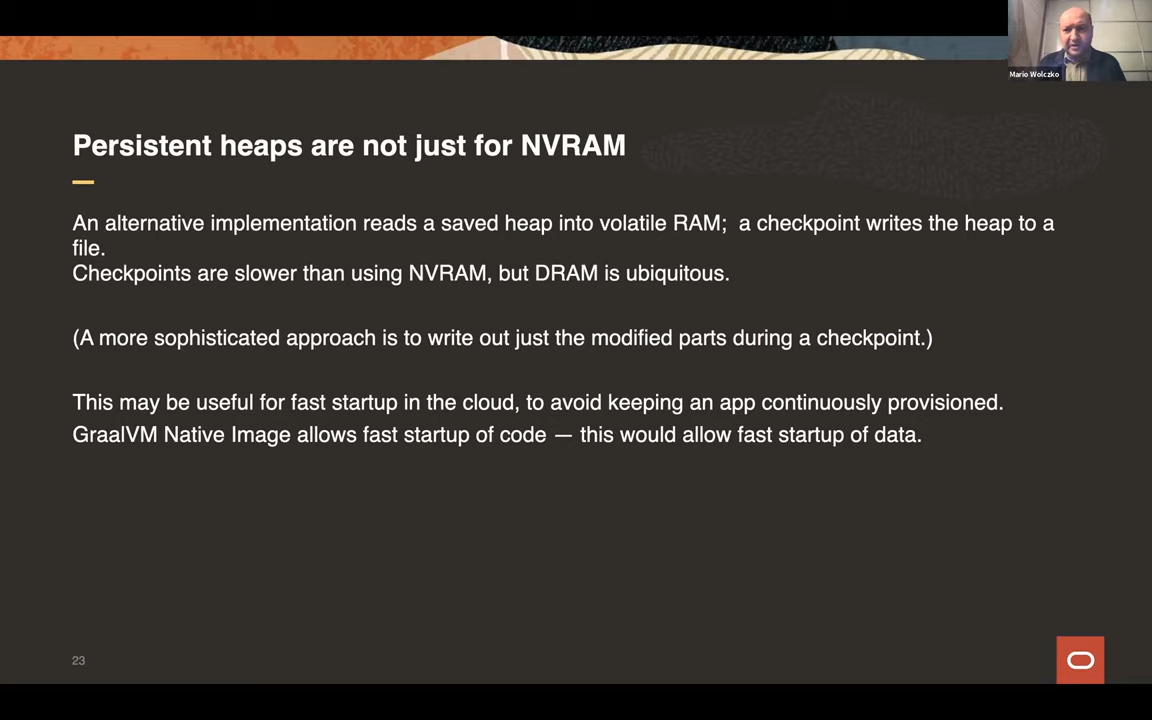 Mario Wolczko
Persistent heaps are not just for NVRAM
An alternative implementation reads a saved heap into volatile RAM;  a checkpoint writes the heap to a
file.
Checkpoints are slower than using NVRAM, but DRAM is ubiquitous.
(A more sophisticated approach is to write out just the modified parts during a checkpoint.)
This may be useful for fast startup in the cloud, to avoid keeping an app continuously provisioned.
GraalVM Native Image allows fast startup of code — this would allow fast startup of data.
23